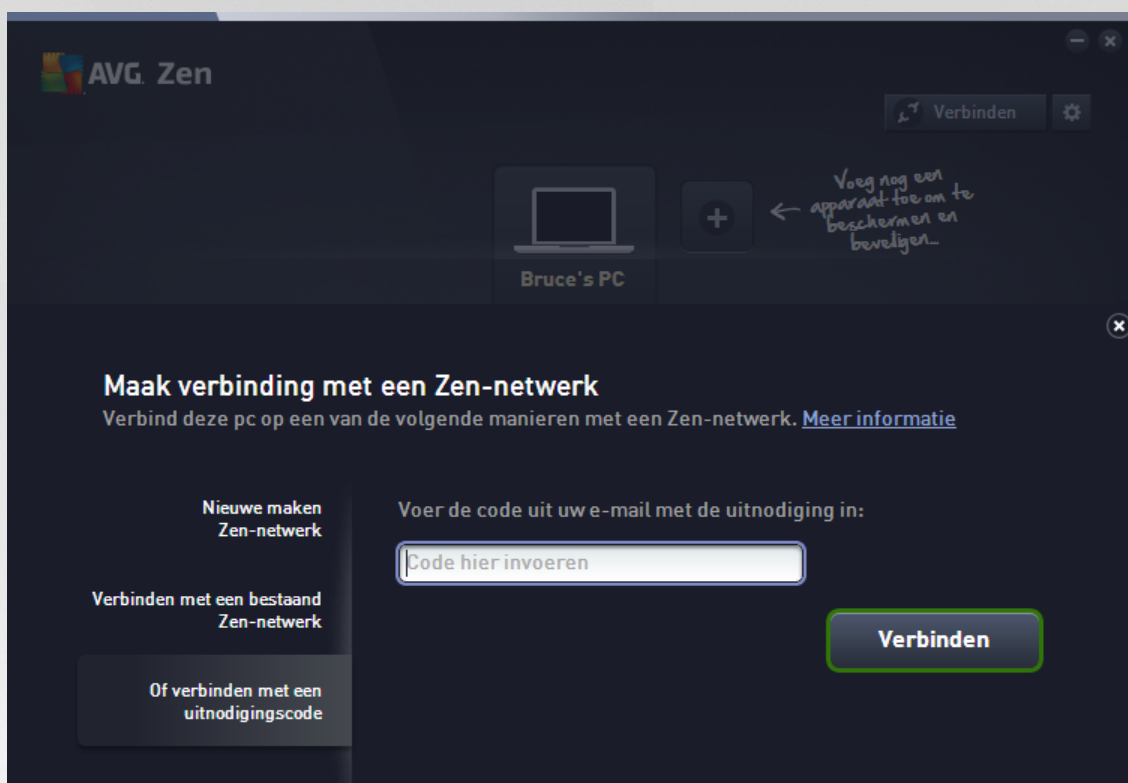 AVG. Zen
Verbinden
Voeg nog een
apparaat toe om te
beschermen en
beveiligen...
Bruce's PC
Maak verbinding met een Zen-netwerk
Verbind deze pc op een van de volgende manieren met een Zen-netwerk. Meer informatie
Nieuwe maken
Zen-netwerk
Verbinden met een bestaand
Zen-netwerk
Of verbinden met een
uitnodigingscode
Voer de code uit uw e-mail met de uitnodiging in:
Code hier invoeren
Verbinden